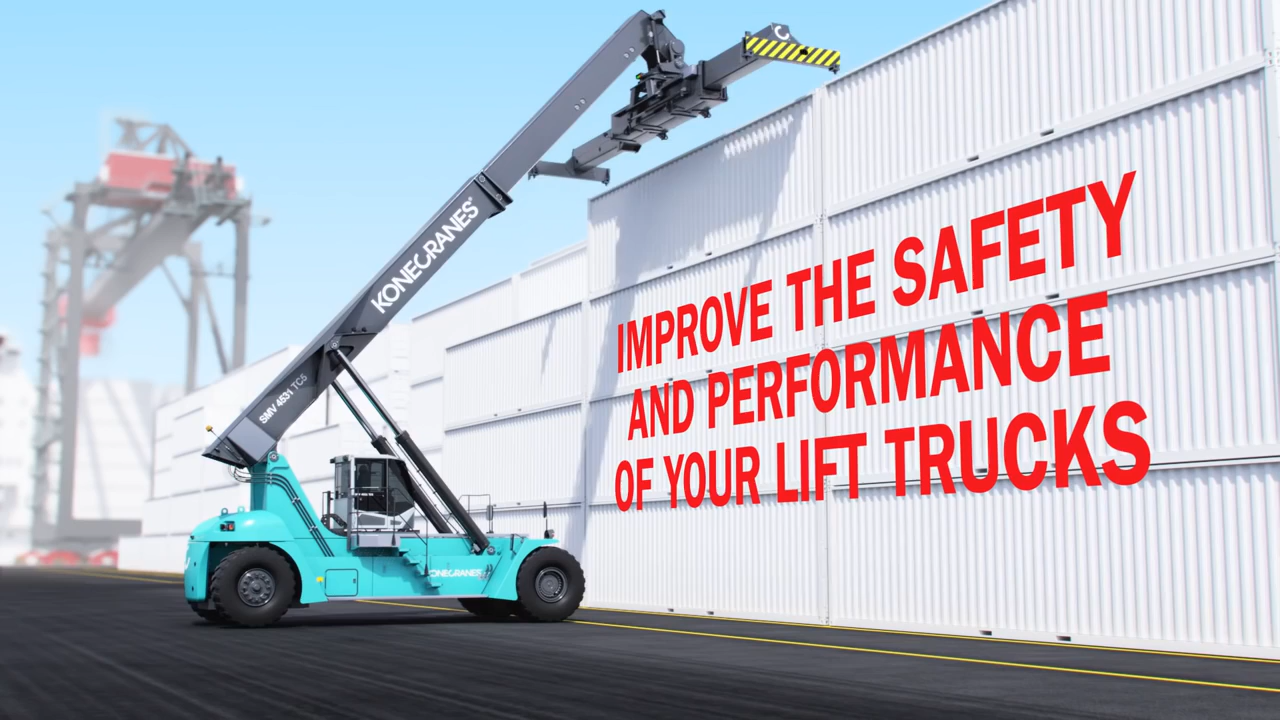 KONECRANES
SMV 4531 TC5
KONECRANES
IMPROVE THE SAFETY
AND PERFORMANCE
OF YOUR LIFT TRUCKS